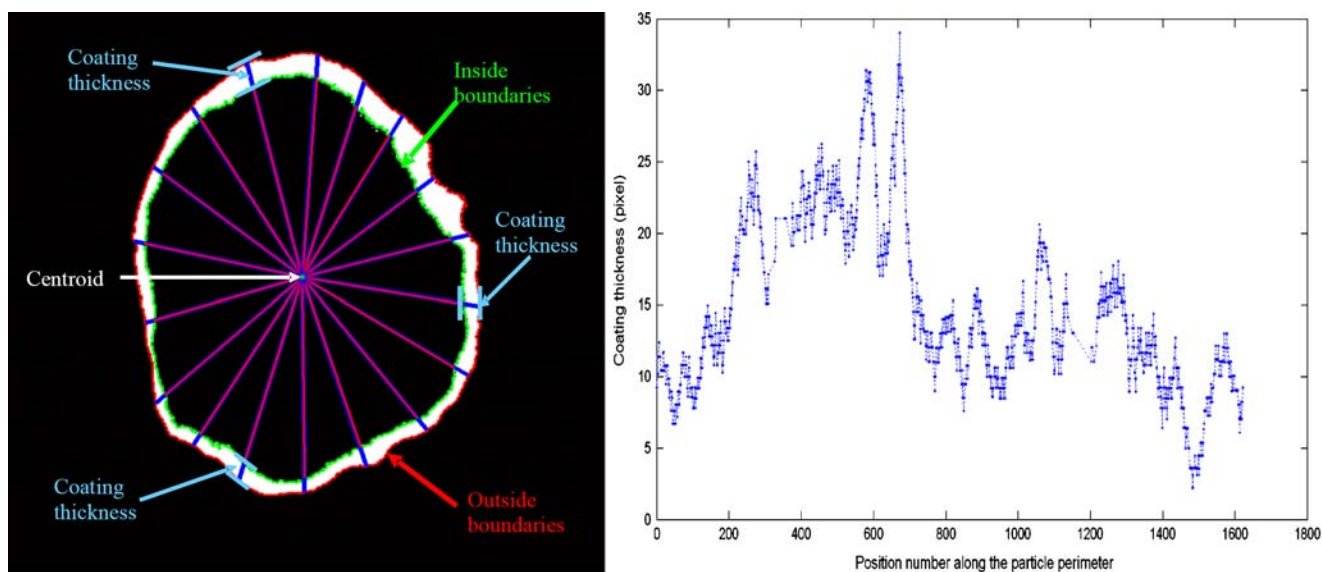 Coating
thickness
Inside
boundaries
Coating
thickness
Centroid
Coating
thickness
Outside
boundaries
Coating thickness (pixel)
35
30
25
20
15
10
5
0
0 200 400 600 800 1000 1200 1400 1600 1800
Position number along the particle perimeter